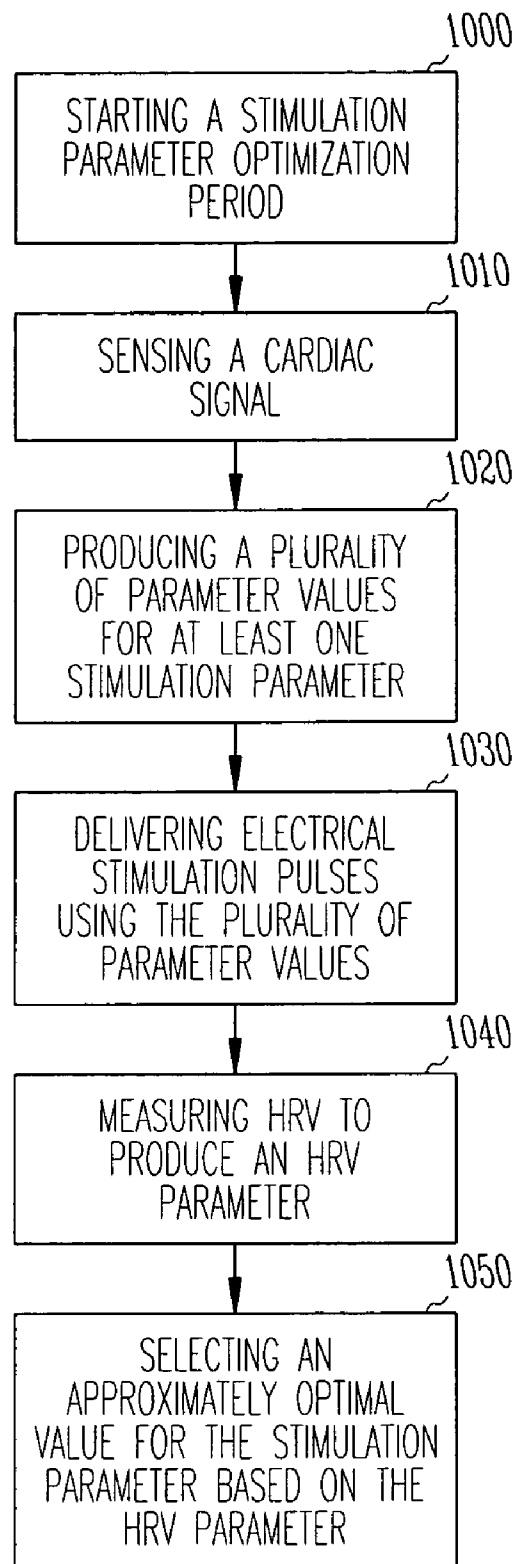 1000
STARTING A STIMULATION
PARAMETER OPTIMIZATION
PERIOD
1010
SENSING A CARDIAC
SIGNAL
1020
PRODUCING A PLURALITY
OF PARAMETER VALUES
FOR AT LEAST ONE
STIMULATION PARAMETER
1030
DELIVERING ELECTRICAL
STIMULATION PULSES
USING THE PLURALITY OF
PARAMETER VALUES
1040
MEASURING HRV TO
PRODUCE AN HRV
PARAMETER
1050
SELECTING AN
APPROXIMATELY OPTIMAL
VALUE FOR THE STIMULATION
PARAMETER BASED ON THE
HRV PARAMETER